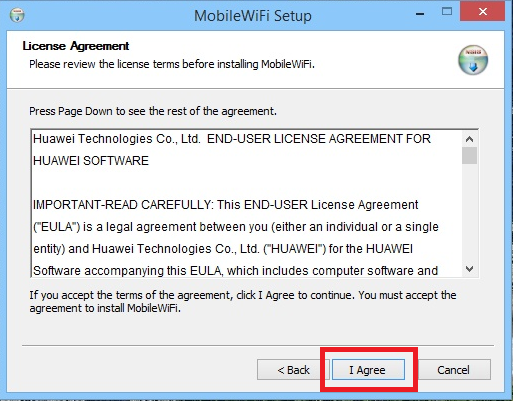 MobileWiFi Setup
License Agreement
Please review the license terms before installing MobileWiFi.
Press Page Down to see the rest of the agreement.
Huawei Technologies Co., Ltd. END-USER LICENSE AGREEMENT FOR
HUAWEI SOFTWARE
IMPORTANT-READ CAREFULLY: This END-USER License Agreement
("EULA") is a legal agreement between you (either an individual or a single
entity) and Huawei Technologies Co., Ltd. ("HUAWEI") for the HUAWEI
Software accompanying this EULA, which includes computer software and
If you accept the terms of the agreement, click I Agree to continue. You must accept the
agreement to install MobileWiFi.
< Back I Agree Cancel